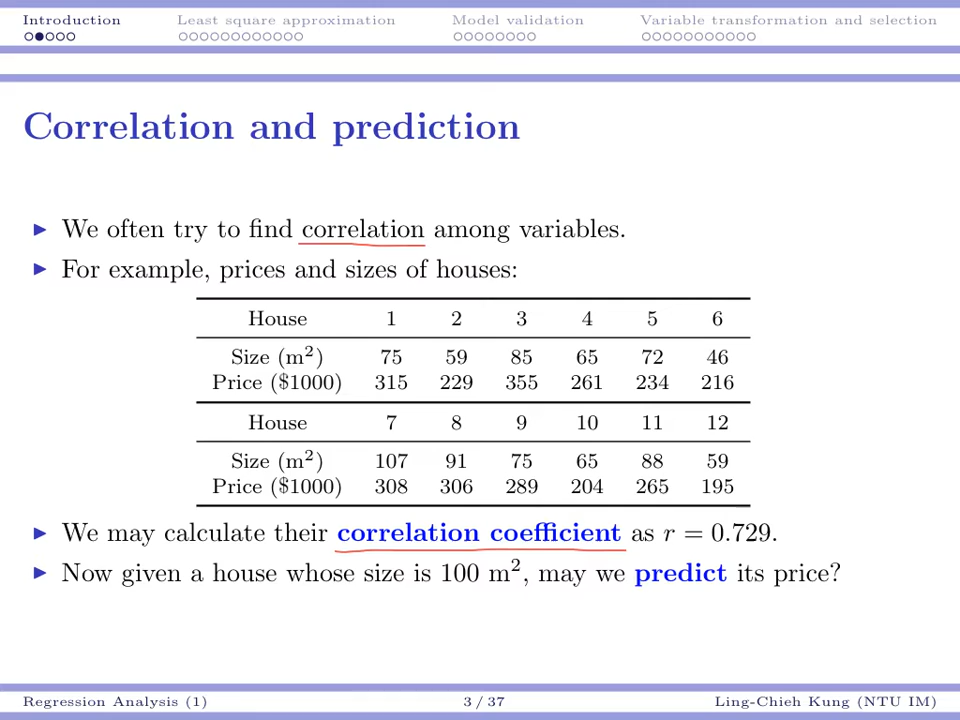 Introduction Least square approximation Model validation Variable transformation and selection
Correlation and prediction
► We often try to find correlation among variables.
► For example, prices and sizes of houses:
House 1 2 3 4 5 6
Size (m²) 75 59 85 65 72 46
Price ($1000) 315 229 355 261 234 216
House 7 8 9 10 11 12
Size (m²) 107 91 75 65 88 59
Price ($1000) 308 306 289 204 265 195
► We may calculate their correlation coefficient as r = 0.729.
► Now given a house whose size is 100 m², may we predict its price?
Regression Analysis (1) 3 / 37 Ling-Chieh Kung (NTU IM)